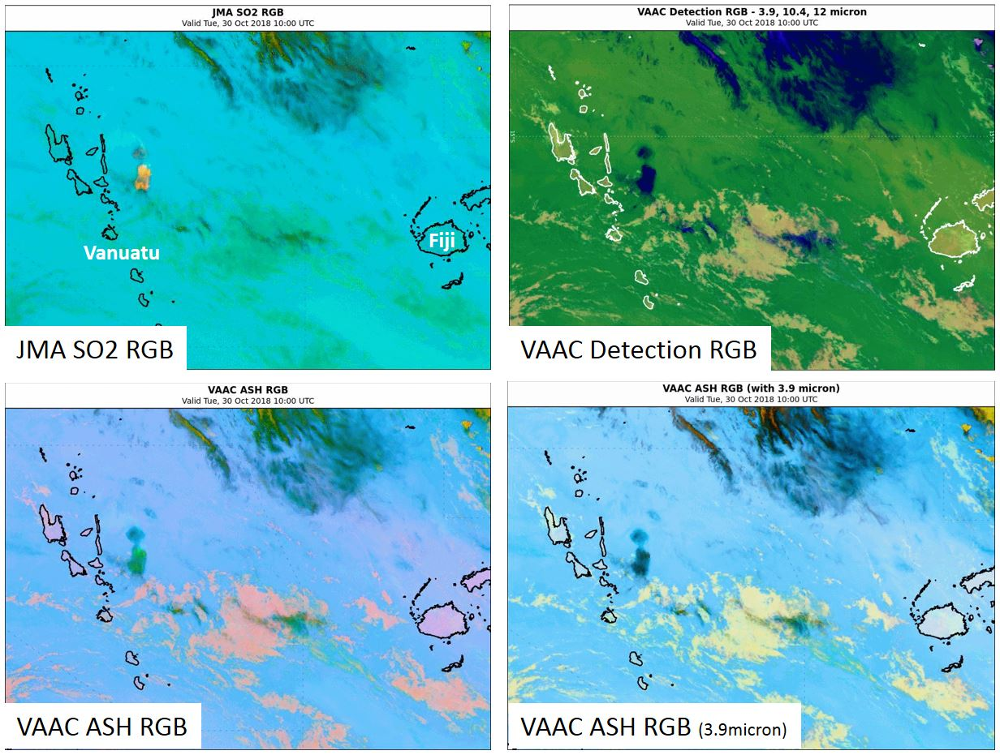 JMA SO2 RGB
Valid Tue, 30 Oct 2018 10:00 UTC
Vanuatu
Fiji
JMA SO2 RGB
VAAC Detection RGB - 3.9, 10.4, 12 micron
Valid Tue, 30 Oct 2018 10:00 UTC
15°S
15°S
VAAC Detection RGB
VAAC ASH RGB
Valid Tue, 30 Oct 2018 10:00 UTC
VAAC ASH RGB
VAAC ASH RGB (with 3.9 micron)
Valid Tue, 30 Oct 2018 10:00 UTC
VAAC ASH RGB (3.9micron)